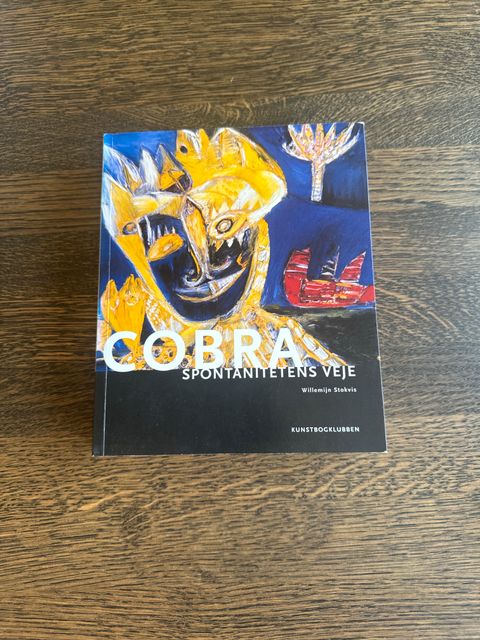 COBRA
SPONTANITETENS VEJE
Willemijn Stokvis
KUNSTBOGKLUBBEN